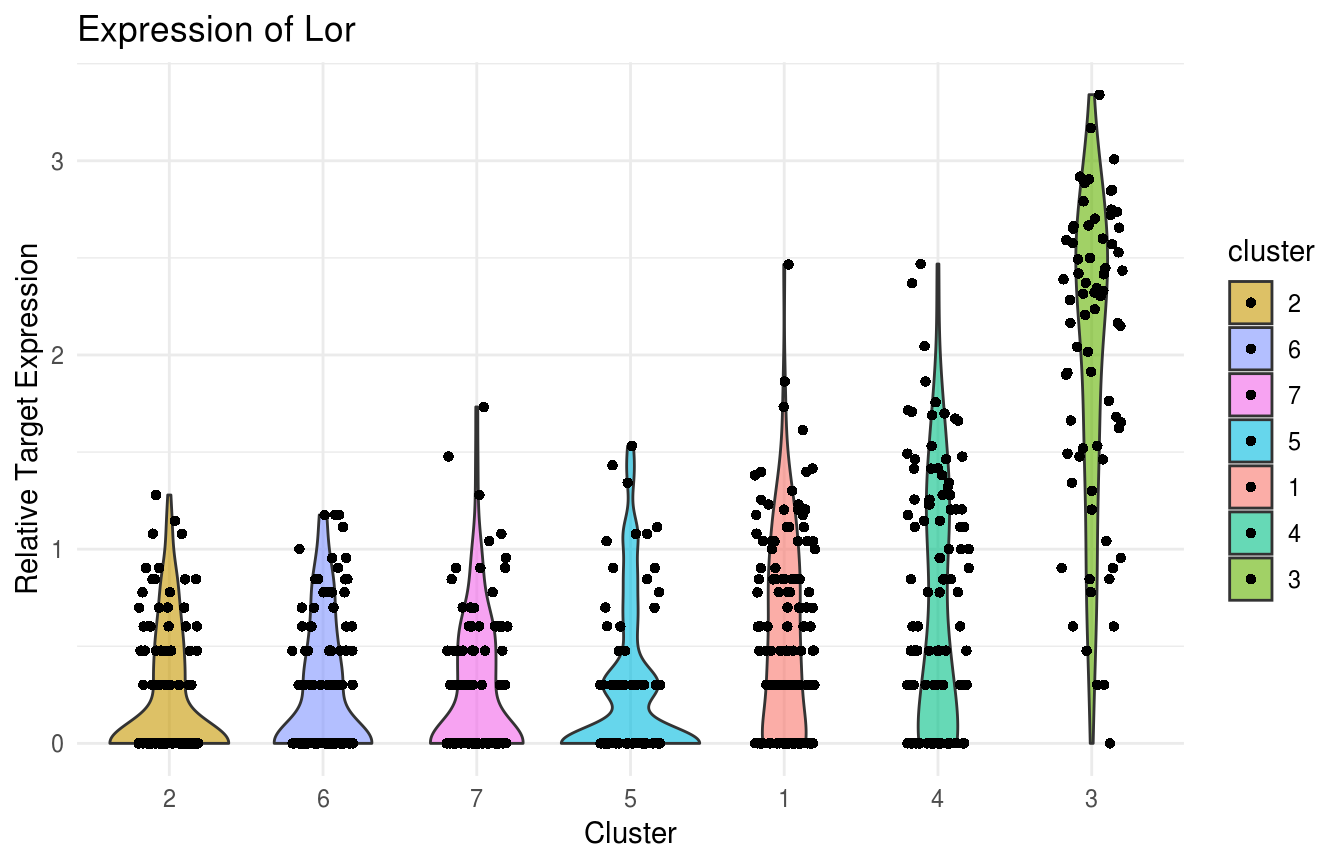 Expression of Lor
Relative Target Expression
3
2
1
0
2 6 7 5 1 4 3
Cluster
cluster
2
6
7
5
1
4
3